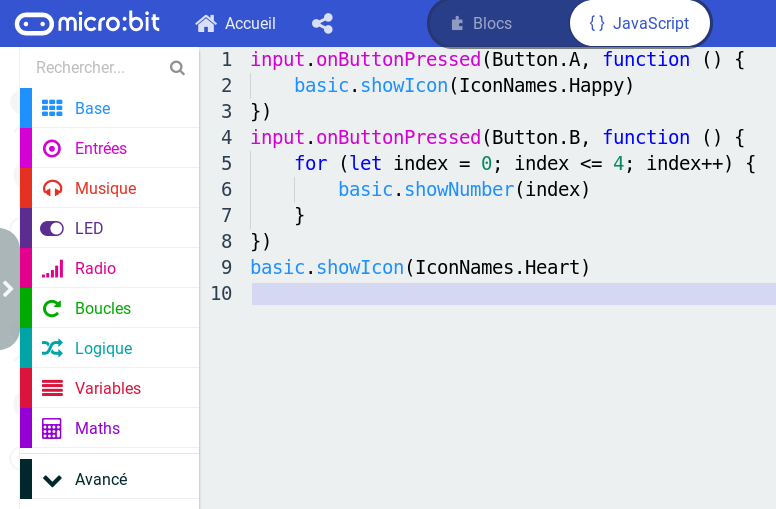 micro:bit Accueil Blocs { } JavaScript
Rechercher...
Base
Entrées
Musique
LED
Radio
Boucles
Logique
Variables
Maths
Avancé
1 input.onButtonPressed(Button.A, function () {
2     basic.showIcon(IconNames.Happy)
3 })
4 input.onButtonPressed(Button.B, function () {
5     for (let index = 0; index <= 4; index++) {
6         basic.showNumber(index)
7     }
8 })
9 basic.showIcon(IconNames.Heart)
10